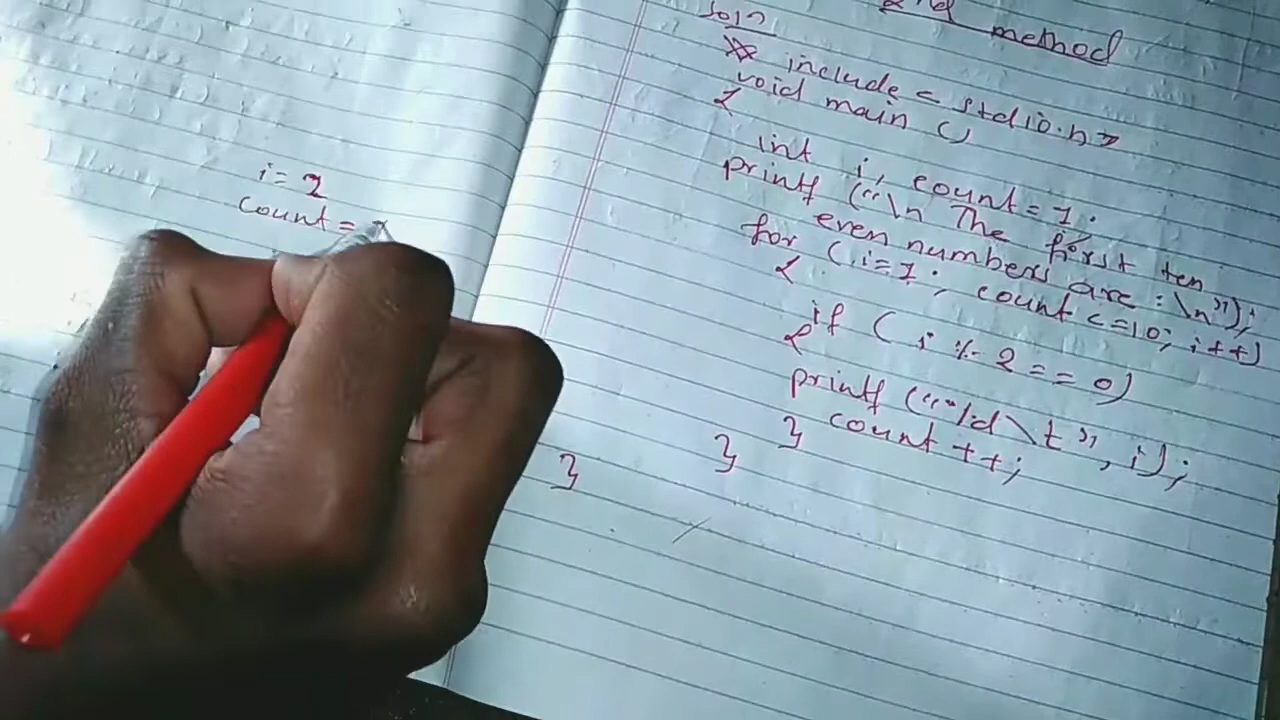 i = 2
count =
2nd method
Soln
include < stdio.h >
void main ()
{
int i, count = 1.
printf ("\n The first ten
even numbers are : \n");
for (i=1; count <=10; i++)
{
if ( i % 2 == 0)
{
printf ("%d \t", i);
count ++;
}
}
}